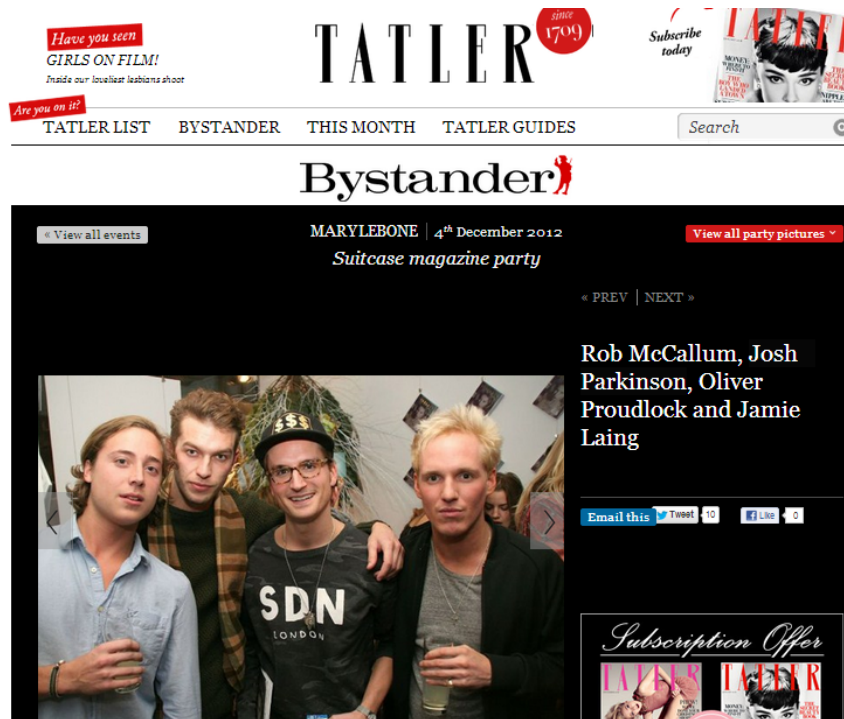 Have you seen
GIRLS ON FILM!
Inside our loveliest lesbians shoot
TATLER
since
1709
Subscribe
today
TATLER
MONEY:
Are you on it?
TATLER LIST
BYSTANDER
THIS MONTH
TATLER GUIDES
Search
Bystander
« View all events
MARYLEBONE | 4th December 2012
View all party pictures
Suitcase magazine party
« PREV | NEXT »
Rob McCallum, Josh
Parkinson, Oliver
Proudlock and Jamie
Laing
$$$
SDN
LONDON
Email this
Tweet
10
Like
0
Subscription Offer
TATLER
TATLER